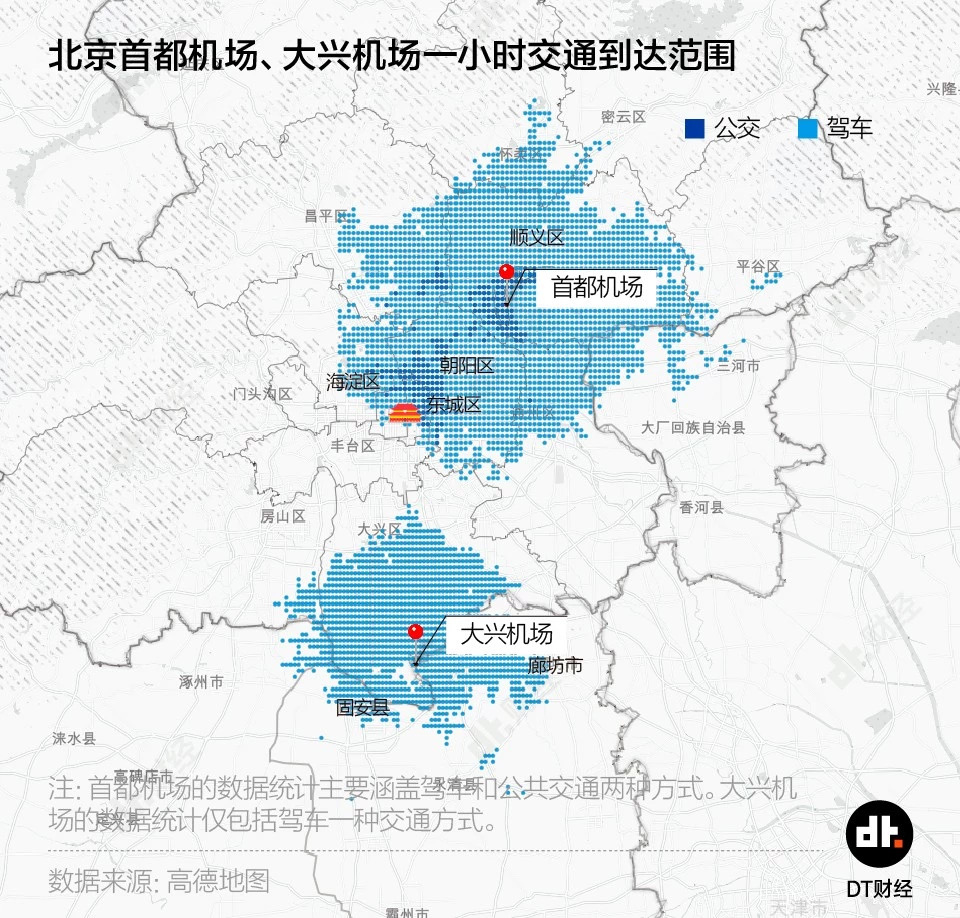 北京首都机场、大兴机场一小时交通到达范围
兴隆县
密云区
公交
驾车
怀柔区
昌平区
顺义区
平谷区
首都机场
朝阳区
三河市
海淀区
门头沟区
东城区
通州区
大厂回族自治县
丰台区
香河县
房山区
大兴区
大兴机场
廊坊市
涿州市
固安县
涞水县
高碑店市
永清县
注: 首都机场的数据统计主要涵盖驾车和公共交通两种方式。大兴机
场的数据统计仅包括驾车一种交通方式。
定兴县
数据来源: 高德地图
dt.
DT财经
霸州市
天津市